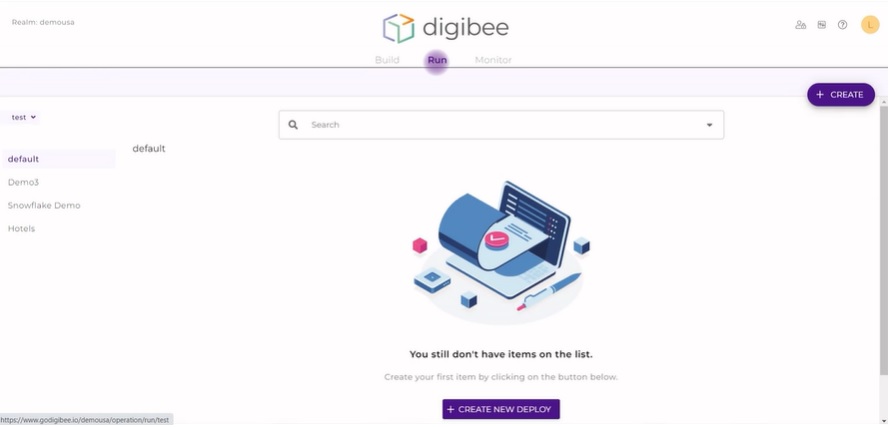 Realm: demousa
digibee
L
Build Run Monitor
+ CREATE
test
Search
default
default
Demo3
Snowflake Demo
Hotels
You still don't have items on the list.
Create your first item by clicking on the button below.
+ CREATE NEW DEPLOY
https://www.godigibee.io/demousa/operation/run/test